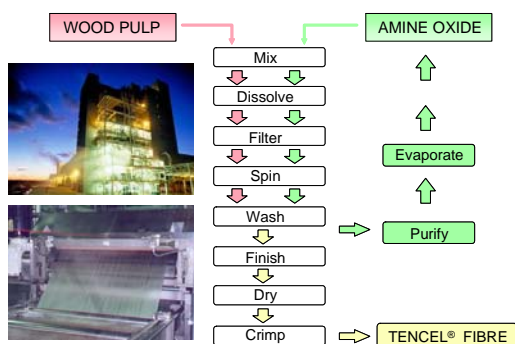 WOOD PULP
AMINE OXIDE
Mix
Dissolve
Filter
Spin
Wash
Finish
Dry
Crimp
Evaporate
Purify
TENCEL® FIBRE